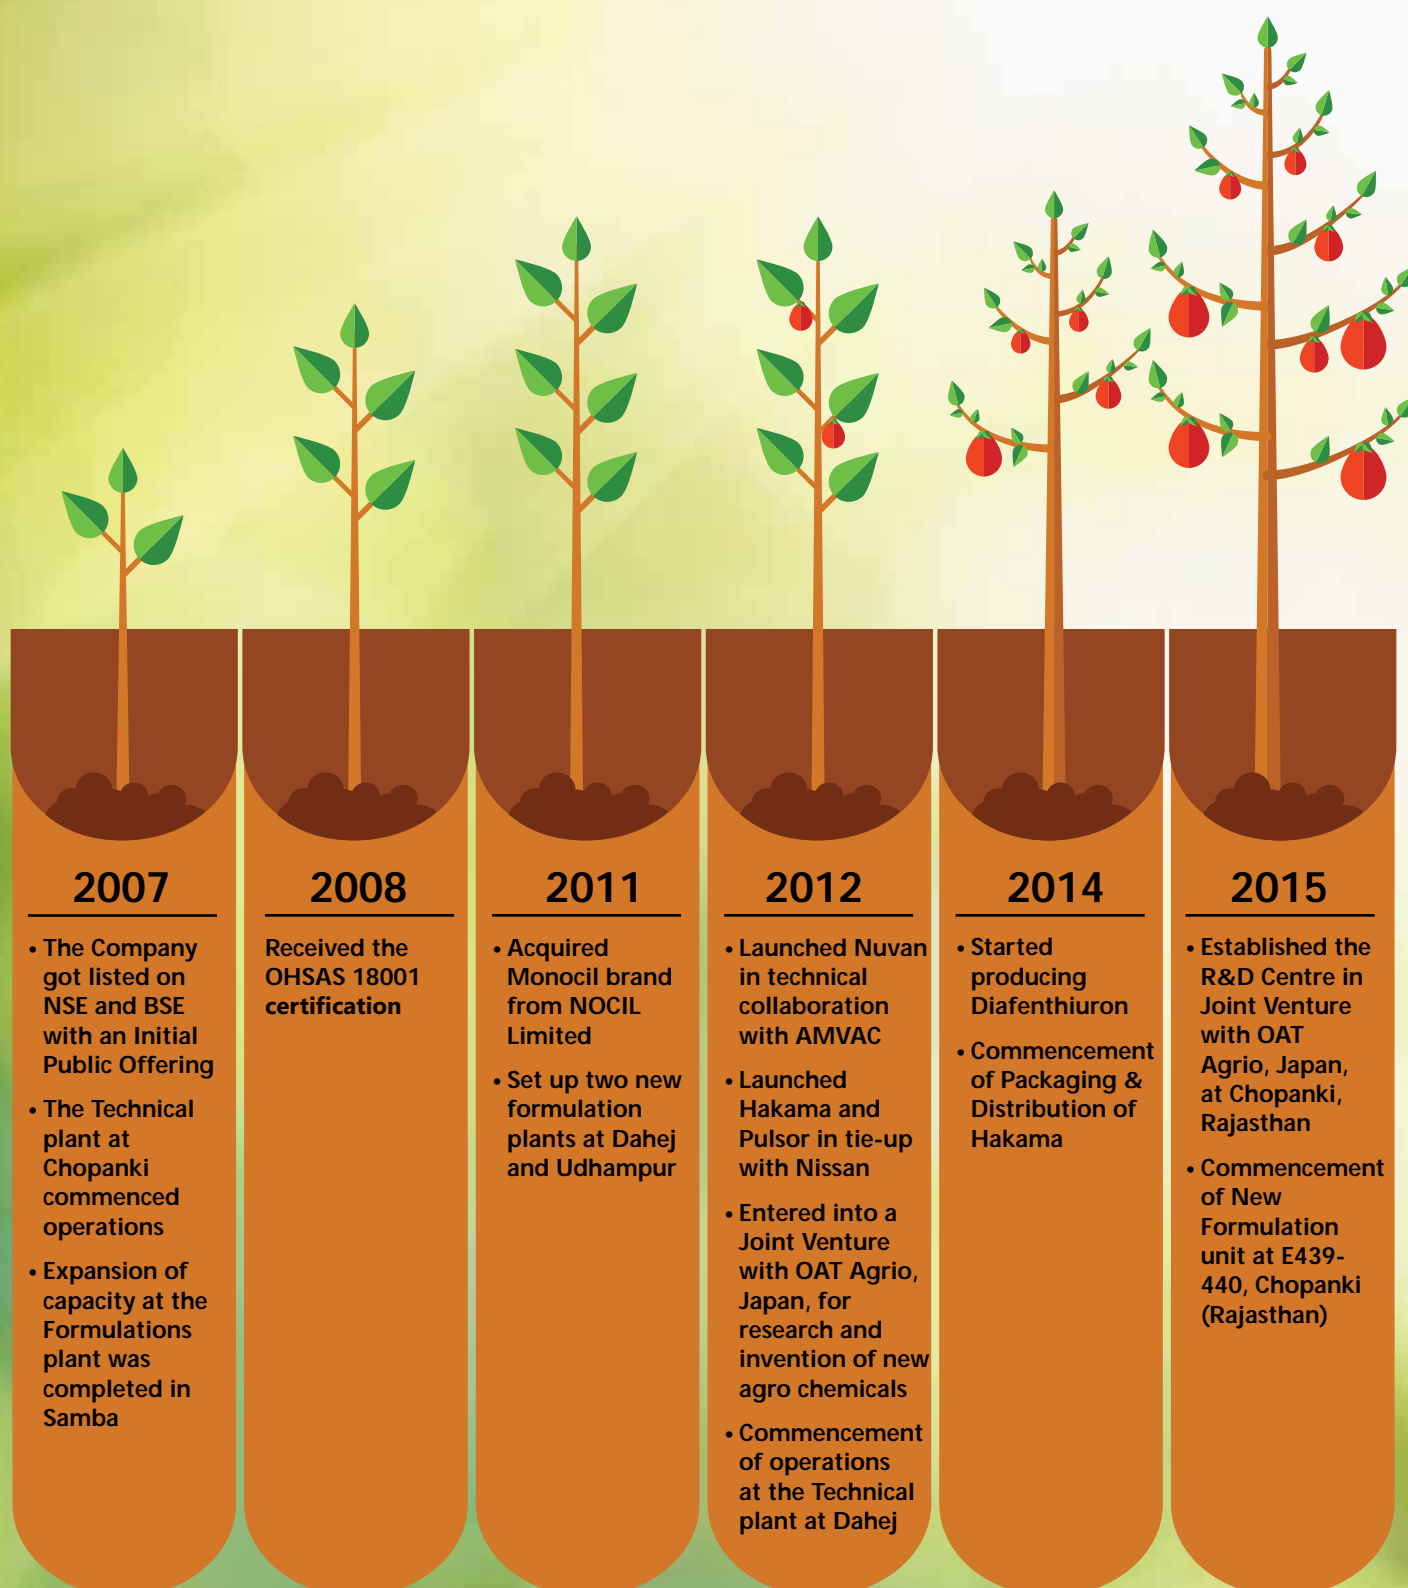 2007
• The Company
got listed on
NSE and BSE
with an Initial
Public Offering
• The Technical
plant at
Chopanki
commenced
operations
• Expansion of
capacity at the
Formulations
plant was
completed in
Samba
2008
Received the
OHSAS 18001
certification
2011
• Acquired
Monocil brand
from NOCIL
Limited
• Set up two new
formulation
plants at Dahej
and Udhampur
2012
• Launched Nuvan
in technical
collaboration
with AMVAC
• Launched
Hakama and
Pulsor in tie-up
with Nissan
• Entered into a
Joint Venture
with OAT Agrio,
Japan, for
research and
invention of new
agro chemicals
• Commencement
of operations
at the Technical
plant at Dahej
2014
• Started
producing
Diafenthiuron
• Commencement
of Packaging &
Distribution of
Hakama
2015
• Established the
R&D Centre in
Joint Venture
with OAT
Agrio, Japan,
at Chopanki,
Rajasthan
• Commencement
of New
Formulation
unit at E439-
440, Chopanki
(Rajasthan)